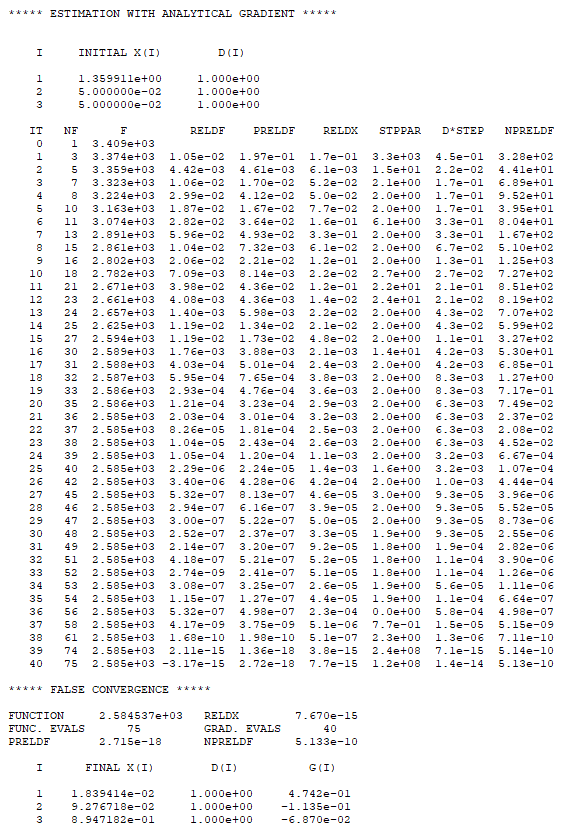 ***** ESTIMATION WITH ANALYTICAL GRADIENT *****
I INITIAL X(I) D(I)
1 1.359911e+00 1.000e+00
2 5.000000e-02 1.000e+00
3 5.000000e-02 1.000e+00
IT NF F RELDF PRELDF RELDX STPPAR D*STEP NPRELDF
0 1 3.409e+03
1 3 3.374e+03 1.05e-02 1.97e-01 1.7e-01 3.3e+03 4.5e-01 3.28e+02
2 5 3.359e+03 4.42e-03 4.61e-03 6.1e-03 1.5e+01 2.2e-02 4.41e+01
3 7 3.323e+03 1.06e-02 1.70e-02 5.2e-02 2.1e+00 1.7e-01 6.89e+01
4 8 3.224e+03 2.99e-02 4.12e-02 5.0e-02 2.0e+00 1.7e-01 9.52e+01
5 10 3.163e+03 1.87e-02 1.67e-02 7.7e-02 2.0e+00 1.7e-01 3.95e+01
6 11 3.074e+03 2.82e-02 3.64e-02 1.6e-01 6.1e+00 3.3e-01 8.04e+01
7 13 2.891e+03 5.96e-02 4.93e-02 3.3e-01 2.0e+00 3.3e-01 1.67e+02
8 15 2.861e+03 1.04e-02 7.32e-03 6.1e-02 2.0e+00 6.7e-02 5.10e+02
9 16 2.802e+03 2.06e-02 2.21e-02 1.2e-01 2.0e+00 1.3e-01 1.25e+03
10 18 2.782e+03 7.09e-03 8.14e-03 2.2e-02 2.7e+00 2.7e-02 7.27e+02
11 21 2.671e+03 3.98e-02 4.36e-02 1.2e-01 2.2e+01 2.1e-01 8.51e+02
12 23 2.661e+03 4.08e-03 4.36e-03 1.4e-02 2.4e+01 2.1e-02 8.19e+02
13 24 2.657e+03 1.40e-03 5.98e-03 2.2e-02 2.0e+00 4.3e-02 7.07e+02
14 25 2.625e+03 1.19e-02 1.34e-02 2.1e-02 2.0e+00 4.3e-02 5.99e+02
15 27 2.594e+03 1.19e-02 1.73e-02 4.8e-02 2.0e+00 1.1e-01 3.27e+02
16 30 2.589e+03 1.76e-03 3.88e-03 2.1e-03 1.4e+01 4.2e-03 5.30e+01
17 31 2.588e+03 4.03e-04 5.01e-04 2.4e-03 2.0e+00 4.2e-03 6.85e-01
18 32 2.587e+03 5.95e-04 7.65e-04 3.8e-03 2.0e+00 8.3e-03 1.27e+00
19 33 2.586e+03 2.93e-04 4.76e-04 3.6e-03 2.0e+00 8.3e-03 7.17e-01
20 35 2.586e+03 1.21e-04 3.23e-04 2.9e-03 2.0e+00 6.3e-03 7.49e-02
21 36 2.585e+03 2.03e-04 3.01e-04 3.2e-03 2.0e+00 6.3e-03 2.37e-02
22 37 2.585e+03 8.26e-05 1.81e-04 2.5e-03 2.0e+00 6.3e-03 2.08e-02
23 38 2.585e+03 1.04e-05 2.43e-04 2.6e-03 2.0e+00 6.3e-03 4.52e-02
24 39 2.585e+03 1.05e-04 1.20e-04 1.1e-03 2.0e+00 3.2e-03 6.67e-04
25 40 2.585e+03 2.29e-06 2.24e-05 1.4e-03 1.6e+00 3.2e-03 1.07e-04
26 42 2.585e+03 3.40e-06 4.28e-06 4.2e-04 2.0e+00 1.0e-03 4.44e-04
27 45 2.585e+03 5.32e-07 8.13e-07 4.6e-05 3.0e+00 9.3e-05 3.96e-06
28 46 2.585e+03 2.94e-07 6.16e-07 3.9e-05 2.0e+00 9.3e-05 5.52e-05
29 47 2.585e+03 3.00e-07 5.22e-07 5.0e-05 2.0e+00 9.3e-05 8.73e-06
30 48 2.585e+03 2.52e-07 2.37e-07 3.3e-05 1.9e+00 9.3e-05 2.55e-06
31 49 2.585e+03 2.14e-07 3.20e-07 9.2e-05 1.8e+00 1.9e-04 2.82e-06
32 51 2.585e+03 4.18e-07 5.21e-07 5.2e-05 1.8e+00 1.1e-04 3.90e-06
33 52 2.585e+03 2.74e-09 2.41e-07 5.1e-05 1.8e+00 1.1e-04 1.26e-06
34 53 2.585e+03 3.08e-07 3.25e-07 2.6e-05 1.9e+00 5.6e-05 1.11e-06
35 54 2.585e+03 1.15e-07 1.27e-07 4.4e-05 1.9e+00 1.1e-04 6.64e-07
36 56 2.585e+03 5.32e-07 4.98e-07 2.3e-04 0.0e+00 5.8e-04 4.98e-07
37 58 2.585e+03 4.17e-09 3.75e-09 5.1e-06 7.7e-01 1.5e-05 5.15e-09
38 61 2.585e+03 1.68e-10 1.98e-10 5.1e-07 2.3e+00 1.3e-06 7.11e-10
39 74 2.585e+03 2.11e-15 1.36e-18 3.8e-15 2.4e+08 7.1e-15 5.14e-10
40 75 2.585e+03 -3.17e-15 2.72e-18 7.7e-15 1.2e+08 1.4e-14 5.13e-10
***** FALSE CONVERGENCE *****
FUNCTION 2.584537e+03 RELDX 7.670e-15
FUNC. EVALS 75 GRAD. EVALS 40
PRELDF 2.715e-18 NPRELDF 5.133e-10
I FINAL X(I) D(I) G(I)
1 1.839414e-02 1.000e+00 4.742e-01
2 9.276718e-02 1.000e+00 -1.135e-01
3 8.947182e-01 1.000e+00 -6.870e-02